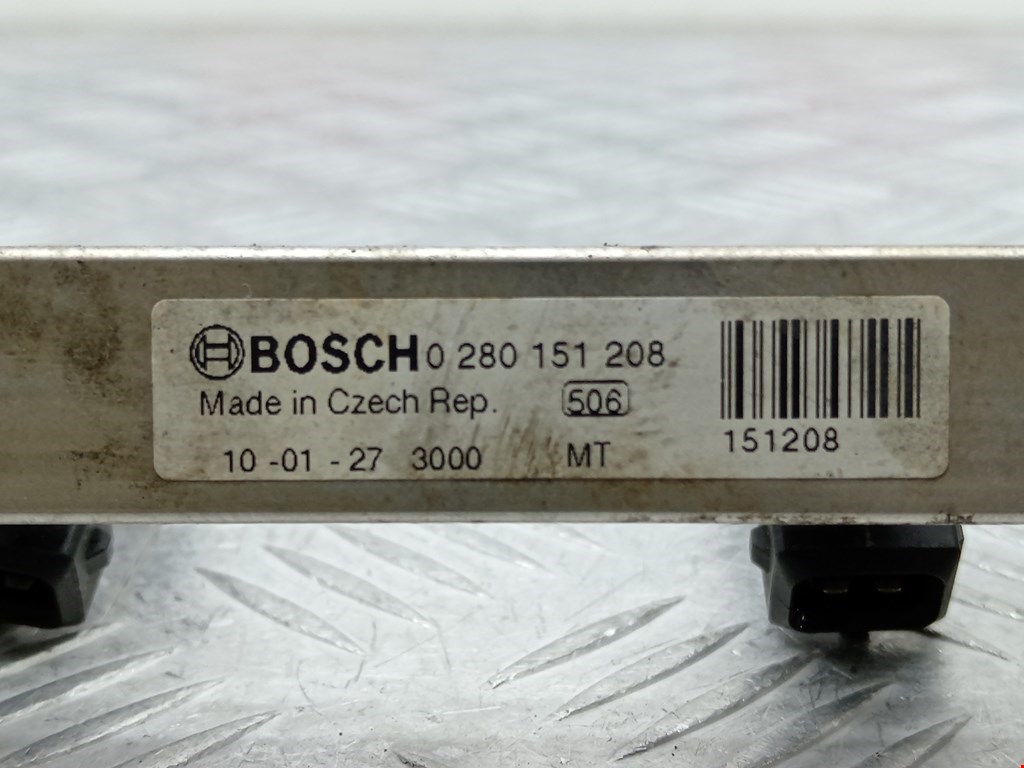 BOSCH 0 280 151 208
Made in Czech Rep. 506
10 -01 - 27 3000 MT
151208